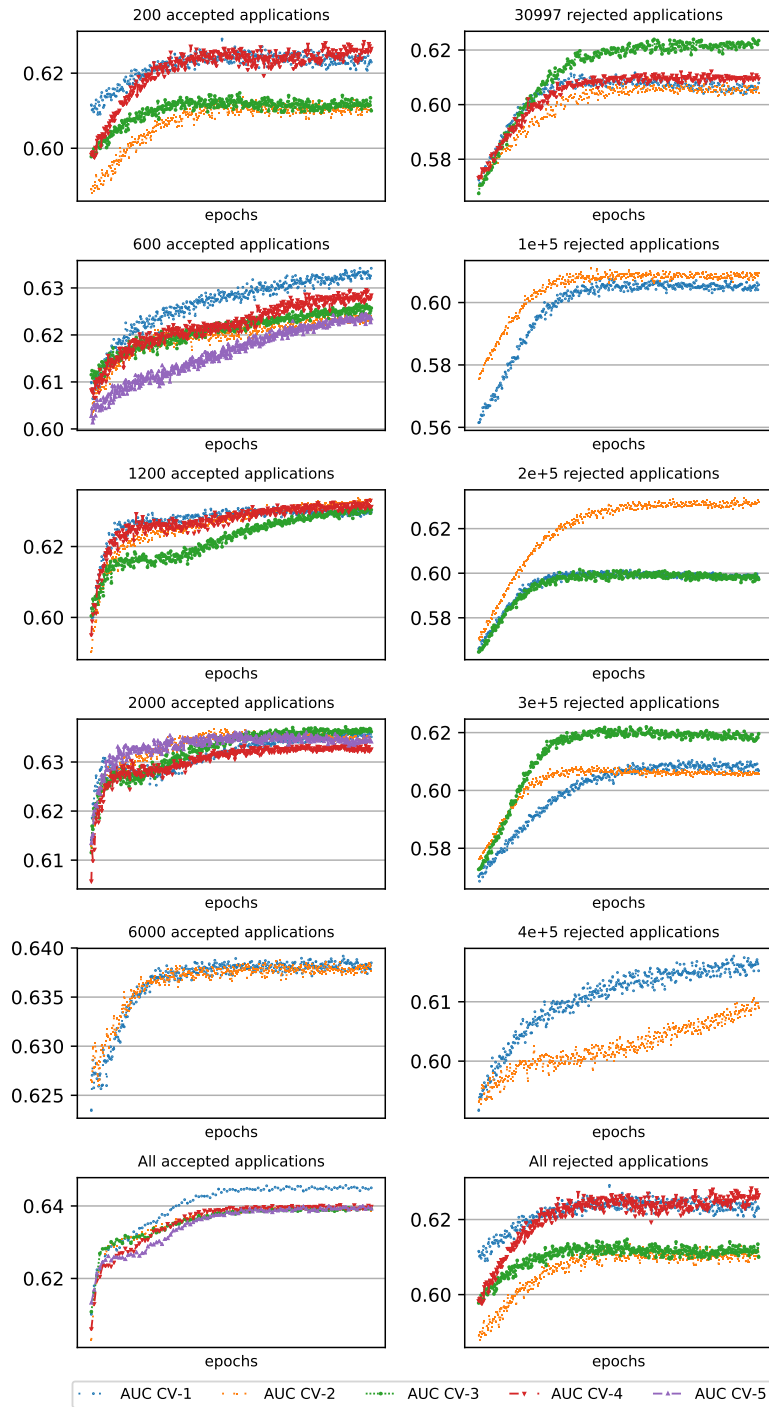 200 accepted applications
30997 rejected applications
0.62
0.60
0.62
0.60
0.58
epochs
epochs
600 accepted applications
1e+5 rejected applications
0.63
0.62
0.61
0.60
0.60
0.58
0.56
epochs
epochs
1200 accepted applications
2e+5 rejected applications
0.62
0.60
0.62
0.60
0.58
epochs
epochs
2000 accepted applications
3e+5 rejected applications
0.63
0.62
0.61
0.62
0.60
0.58
epochs
epochs
6000 accepted applications
4e+5 rejected applications
0.640
0.635
0.630
0.625
0.61
0.60
epochs
epochs
All accepted applications
All rejected applications
0.64
0.62
0.62
0.60
epochs
epochs
AUC CV-1 AUC CV-2 AUC CV-3 AUC CV-4 AUC CV-5